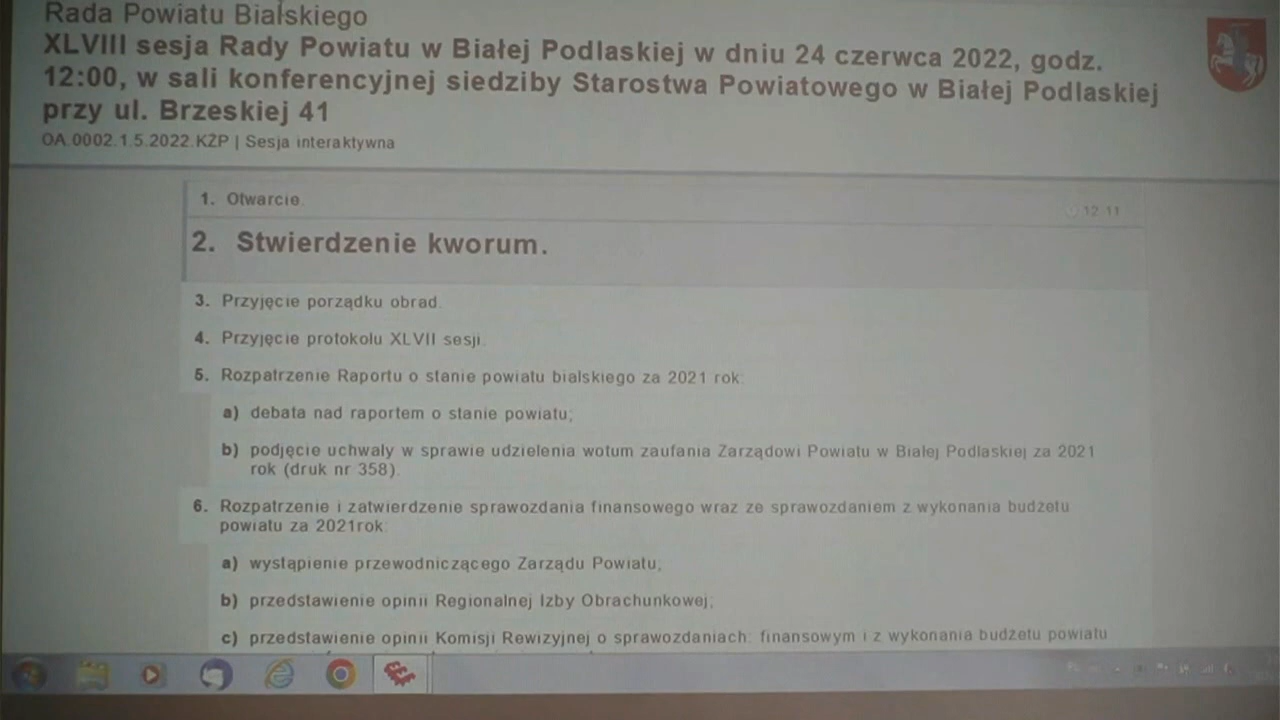 Rada Powiatu Bialskiego
XLVIII sesja Rady Powiatu w Białej Podlaskiej w dniu 24 czerwca 2022, godz.
12:00, w sali konferencyjnej siedziby Starostwa Powiatowego w Białej Podlaskiej
przy ul. Brzeskiej 41
OA.0002.1.5.2022.KZP | Sesja interaktywna
1. Otwarcie.
12:11
2. Stwierdzenie kworum.
3. Przyjęcie porządku obrad.
4. Przyjęcie protokołu XLVII sesji.
5. Rozpatrzenie Raportu o stanie powiatu bialskiego za 2021 rok:
a) debata nad raportem o stanie powiatu;
b) podjęcie uchwały w sprawie udzielenia wotum zaufania Zarządowi Powiatu w Białej Podlaskiej za 2021
rok (druk nr 358).
6. Rozpatrzenie i zatwierdzenie sprawozdania finansowego wraz ze sprawozdaniem z wykonania budżetu
powiatu za 2021rok:
a) wystąpienie przewodniczącego Zarządu Powiatu;
b) przedstawienie opinii Regionalnej Izby Obrachunkowej;
c) przedstawienie opinii Komisji Rewizyjnej o sprawozdaniach: finansowym i z wykonania budżetu powiatu